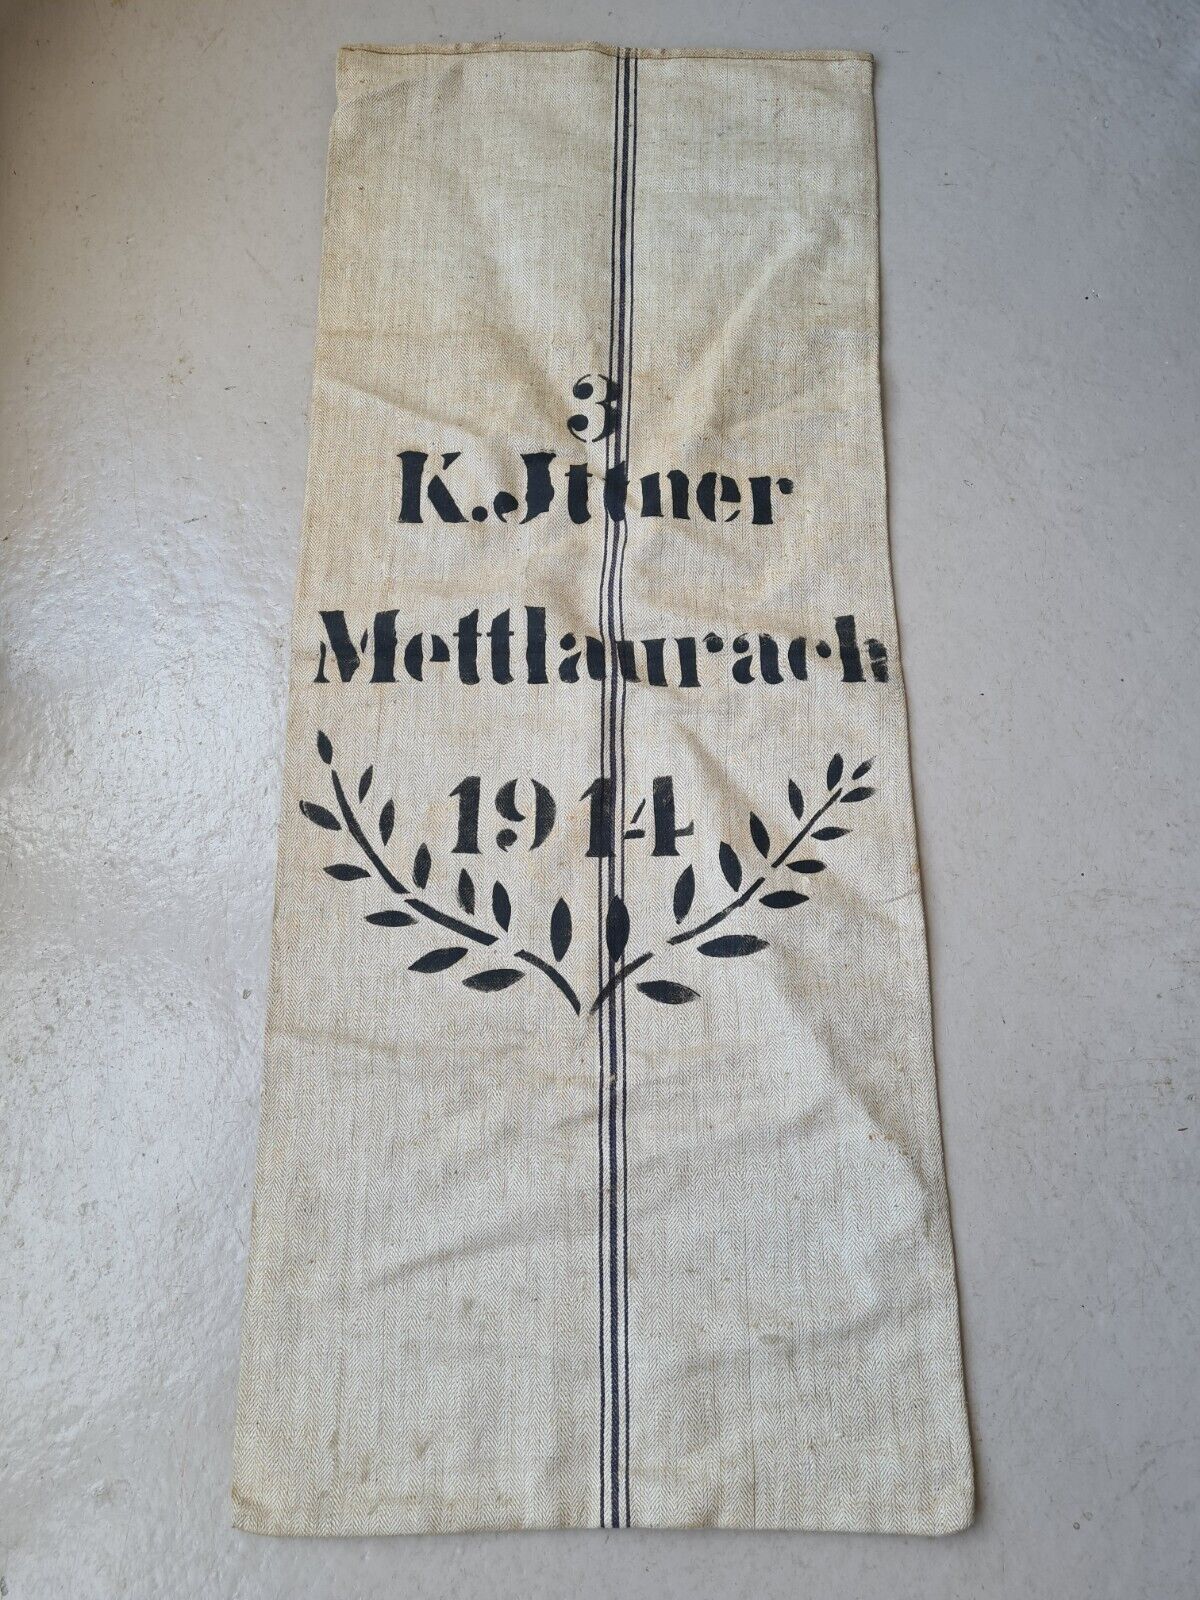 3
K. Jttner
Mettlaurach
1914